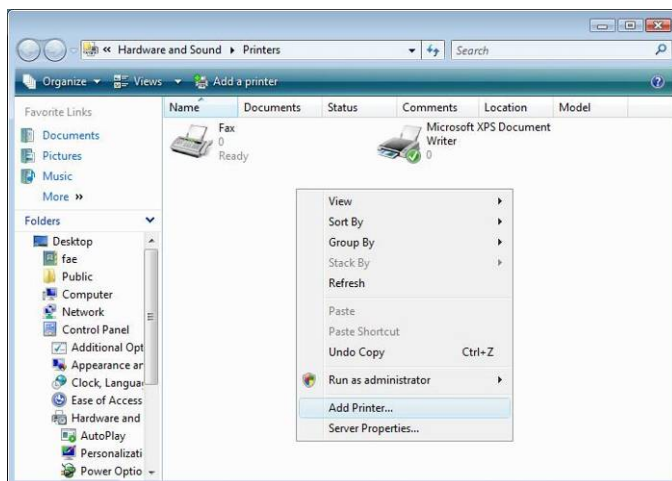 « Hardware and Sound ▸ Printers
Search
Organize Views Add a printer
Favorite Links
Documents
Pictures
Music
More »
Folders
Desktop
fae
Public
Computer
Network
Control Panel
Additional Opt
Appearance an
Clock, Languag
Ease of Access
Hardware and
AutoPlay
Personalizati
Power Optio
Name Documents Status Comments Location Model
Fax
0
Ready
Microsoft XPS Document
Writer
0
View
Sort By
Group By
Stack By
Refresh
Paste
Paste Shortcut
Undo Copy Ctrl+Z
Run as administrator
Add Printer...
Server Properties...